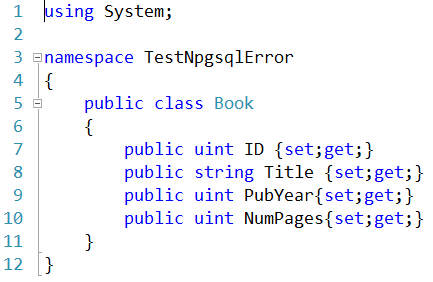 1 using System;
2
3 namespace TestNpgsqlError
4 {
5     public class Book
6     {
7         public uint ID {set;get;}
8         public string Title {set;get;}
9         public uint PubYear{set;get;}
10         public uint NumPages{set;get;}
11     }
12 }